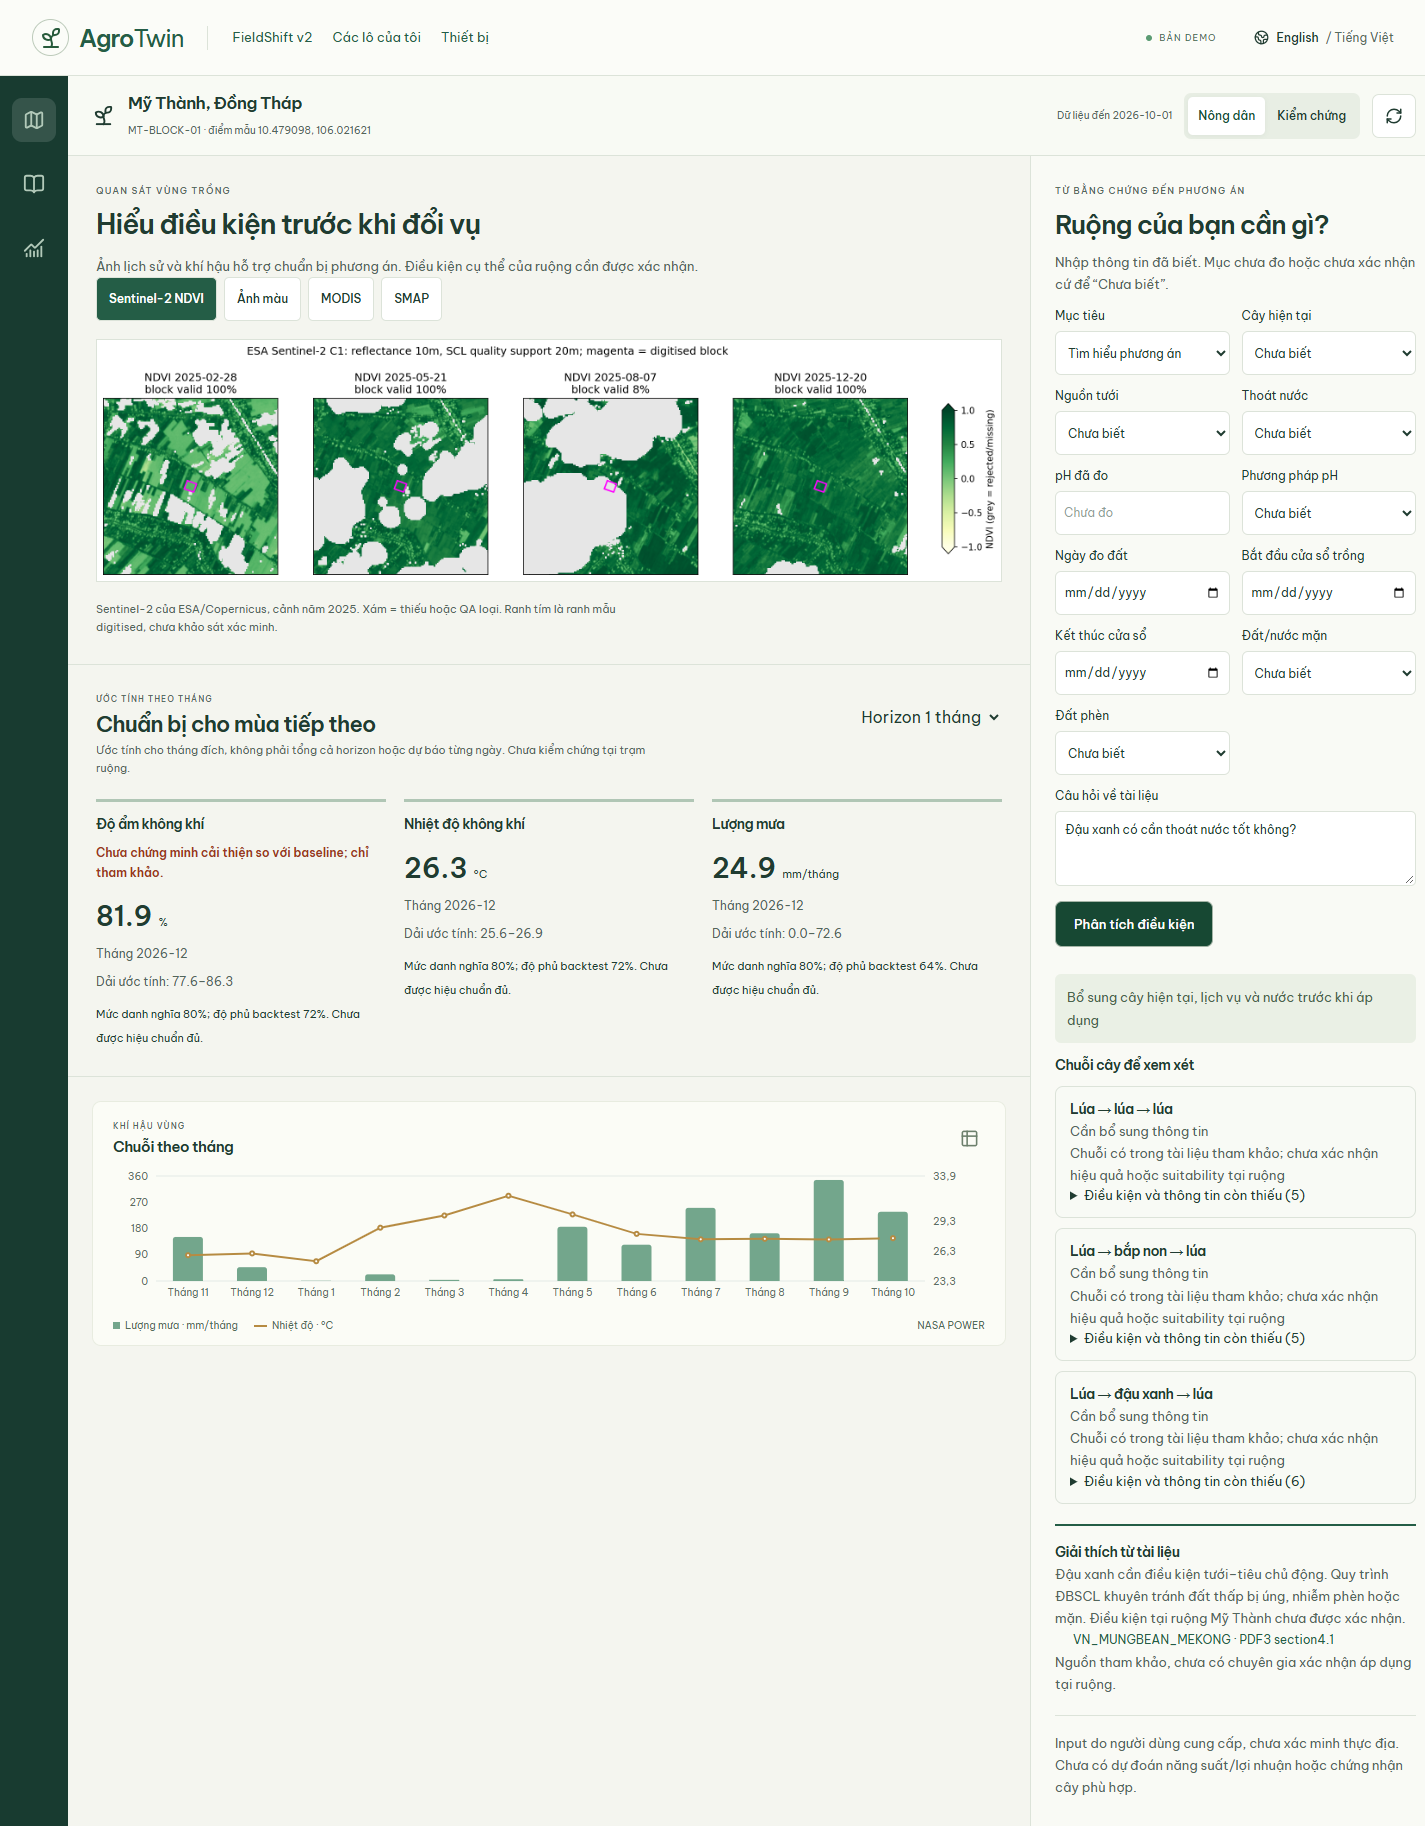 AgroTwin
FieldShift v2
Các lô của tôi
Thiết bị
BẢN DEMO
English / Tiếng Việt
Mỹ Thành, Đồng Tháp
MT-BLOCK-01 · điểm mẫu 10.479098, 106.021621
Dữ liệu đến 2026-10-01
Nông dân
Kiểm chứng
QUAN SÁT VÙNG TRỒNG
Hiểu điều kiện trước khi đổi vụ
Ảnh lịch sử và khí hậu hỗ trợ chuẩn bị phương án. Điều kiện cụ thể của ruộng cần được xác nhận.
Sentinel-2 NDVI
Ảnh màu
MODIS
SMAP
ESA Sentinel-2 C1: reflectance 10m, SCL quality support 20m; magenta = digitised block
NDVI 2025-02-28
block valid 100%
NDVI 2025-05-21
block valid 100%
NDVI 2025-08-07
block valid 8%
NDVI 2025-12-20
block valid 100%
1.0
0.5
0.0
−0.5
−1.0
NDVI (grey = rejected/missing)
Sentinel-2 của ESA/Copernicus, cảnh năm 2025. Xám = thiếu hoặc QA loại. Ranh tím là ranh mẫu
digitised, chưa khảo sát xác minh.
ƯỚC TÍNH THEO THÁNG
Chuẩn bị cho mùa tiếp theo
Ước tính cho tháng đích, không phải tổng cả horizon hoặc dự báo từng ngày. Chưa kiểm chứng tại trạm
ruộng.
Horizon 1 tháng
Độ ẩm không khí
Chưa chứng minh cải thiện so với baseline; chỉ
tham khảo.
81.9 %
Tháng 2026-12
Dải ước tính: 77.6–86.3
Mức danh nghĩa 80%; độ phủ backtest 72%. Chưa
được hiệu chuẩn đủ.
Nhiệt độ không khí
26.3 °C
Tháng 2026-12
Dải ước tính: 25.6–26.9
Mức danh nghĩa 80%; độ phủ backtest 72%. Chưa
được hiệu chuẩn đủ.
Lượng mưa
24.9 mm/tháng
Tháng 2026-12
Dải ước tính: 0.0–72.6
Mức danh nghĩa 80%; độ phủ backtest 64%. Chưa
được hiệu chuẩn đủ.
KHÍ HẬU VÙNG
Chuỗi theo tháng
360
270
180
90
0
33,9
29,3
26,3
23,3
Tháng 11
Tháng 12
Tháng 1
Tháng 2
Tháng 3
Tháng 4
Tháng 5
Tháng 6
Tháng 7
Tháng 8
Tháng 9
Tháng 10
Lượng mưa · mm/tháng
Nhiệt độ · °C
NASA POWER
TỪ BẰNG CHỨNG ĐẾN PHƯƠNG ÁN
Ruộng của bạn cần gì?
Nhập thông tin đã biết. Mục chưa đo hoặc chưa xác nhận
cứ để “Chưa biết”.
Mục tiêu
Tìm hiểu phương án
Cây hiện tại
Chưa biết
Nguồn tưới
Chưa biết
Thoát nước
Chưa biết
pH đã đo
Chưa đo
Phương pháp pH
Chưa biết
Ngày đo đất
mm/dd/yyyy
Bắt đầu cửa sổ trồng
mm/dd/yyyy
Kết thúc cửa sổ
mm/dd/yyyy
Đất/nước mặn
Chưa biết
Đất phèn
Chưa biết
Câu hỏi về tài liệu
Đậu xanh có cần thoát nước tốt không?
Phân tích điều kiện
Bổ sung cây hiện tại, lịch vụ và nước trước khi áp
dụng
Chuỗi cây để xem xét
Lúa → lúa → lúa
Cần bổ sung thông tin
Chuỗi có trong tài liệu tham khảo; chưa xác nhận
hiệu quả hoặc suitability tại ruộng
Điều kiện và thông tin còn thiếu (5)
Lúa → bắp non → lúa
Cần bổ sung thông tin
Chuỗi có trong tài liệu tham khảo; chưa xác nhận
hiệu quả hoặc suitability tại ruộng
Điều kiện và thông tin còn thiếu (5)
Lúa → đậu xanh → lúa
Cần bổ sung thông tin
Chuỗi có trong tài liệu tham khảo; chưa xác nhận
hiệu quả hoặc suitability tại ruộng
Điều kiện và thông tin còn thiếu (6)
Giải thích từ tài liệu
Đậu xanh cần điều kiện tưới–tiêu chủ động. Quy trình
ĐBSCL khuyên tránh đất thấp bị úng, nhiễm phèn hoặc
mặn. Điều kiện tại ruộng Mỹ Thành chưa được xác nhận.
VN_MUNGBEAN_MEKONG · PDF3 section4.1
Nguồn tham khảo, chưa có chuyên gia xác nhận áp dụng
tại ruộng.
Input do người dùng cung cấp, chưa xác minh thực địa.
Chưa có dự đoán năng suất/lợi nhuận hoặc chứng nhận
cây phù hợp.